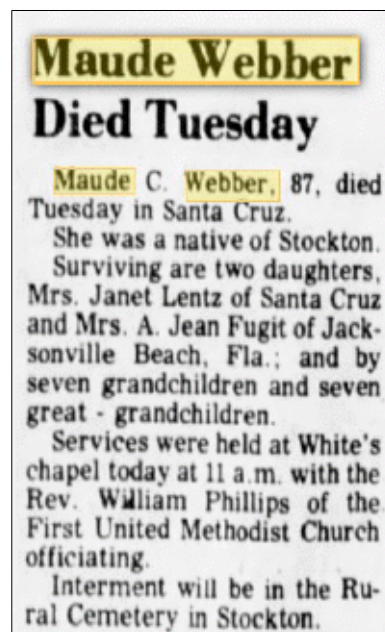 Maude Webber
Died Tuesday
Maude C. Webber, 87, died
Tuesday in Santa Cruz.
She was a native of Stockton.
Surviving are two daughters,
Mrs. Janet Lentz of Santa Cruz
and Mrs. A. Jean Fugit of Jack-
sonville Beach, Fla.; and by
seven grandchildren and seven
great - grandchildren.
Services were held at White's
chapel today at 11 a.m. with the
Rev. William Phillips of the
First United Methodist Church
officiating.
Interment will be in the Ru-
ral Cemetery in Stockton.